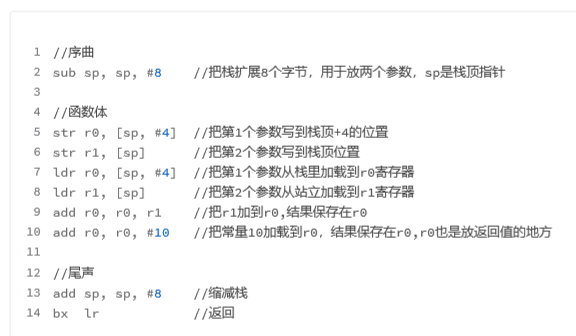 1 //序曲
2 sub sp, sp, #8 //把栈扩展8个字节，用于放两个参数，sp是栈顶指针
3
4 //函数体
5 str r0, [sp, #4] //把第1个参数写到栈顶+4的位置
6 str r1, [sp] //把第2个参数写到栈顶位置
7 ldr r0, [sp, #4] //把第1个参数从栈里加载到r0寄存器
8 ldr r1, [sp] //把第2个参数从站立加载到r1寄存器
9 add r0, r0, r1 //把r1加到r0,结果保存在r0
10 add r0, r0, #10 //把常量10加载到r0，结果保存在r0,r0也是放返回值的地方
11
12 //尾声
13 add sp, sp, #8 //缩减栈
14 bx lr //返回